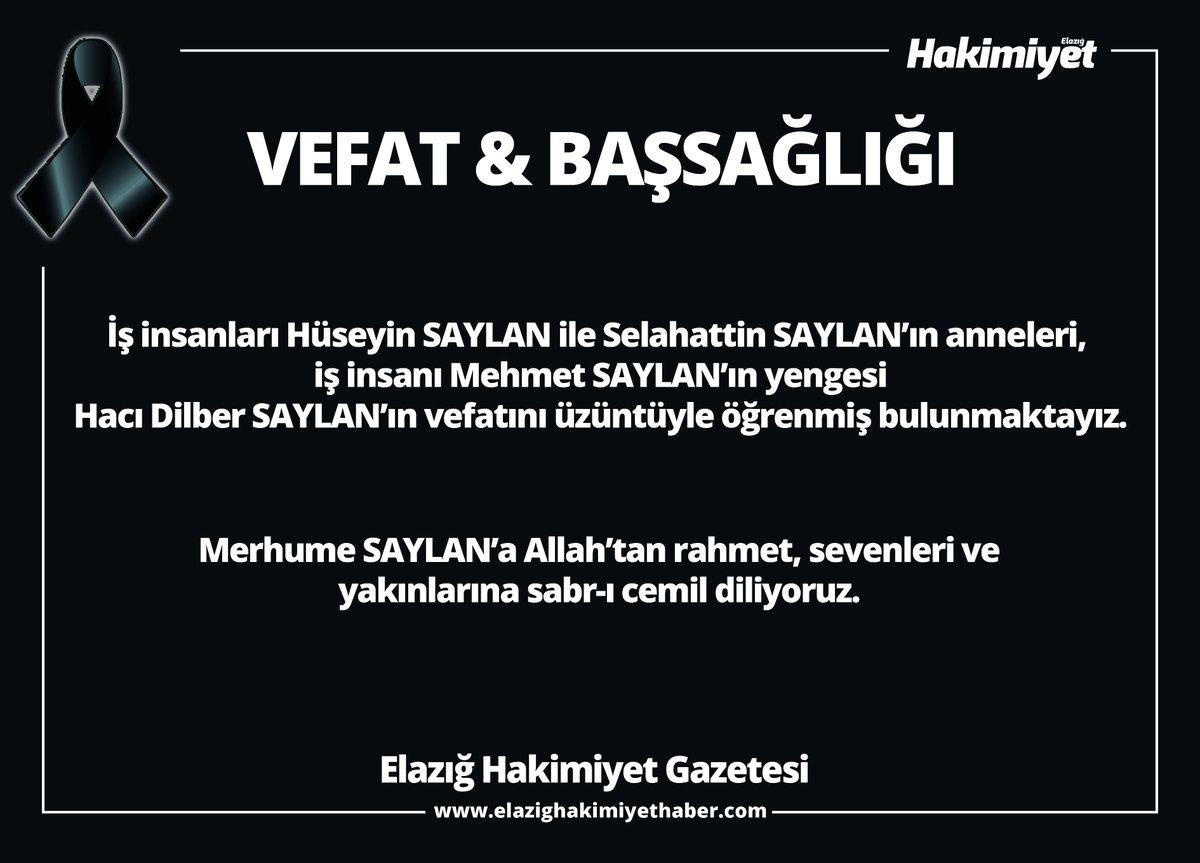 Elazığ
Hakimiyet
VEFAT & BAŞSAĞLIĞI
İş insanları Hüseyin SAYLAN ile Selahattin SAYLAN’ın anneleri,
iş insanı Mehmet SAYLAN’ın yengesi
Hacı Dilber SAYLAN’ın vefatını üzüntüyle öğrenmiş bulunmaktayız.
Merhume SAYLAN’a Allah’tan rahmet, sevenleri ve
yakınlarına sabr-ı cemil diliyoruz.
Elazığ Hakimiyet Gazetesi
www.elazighakimiyethaber.com